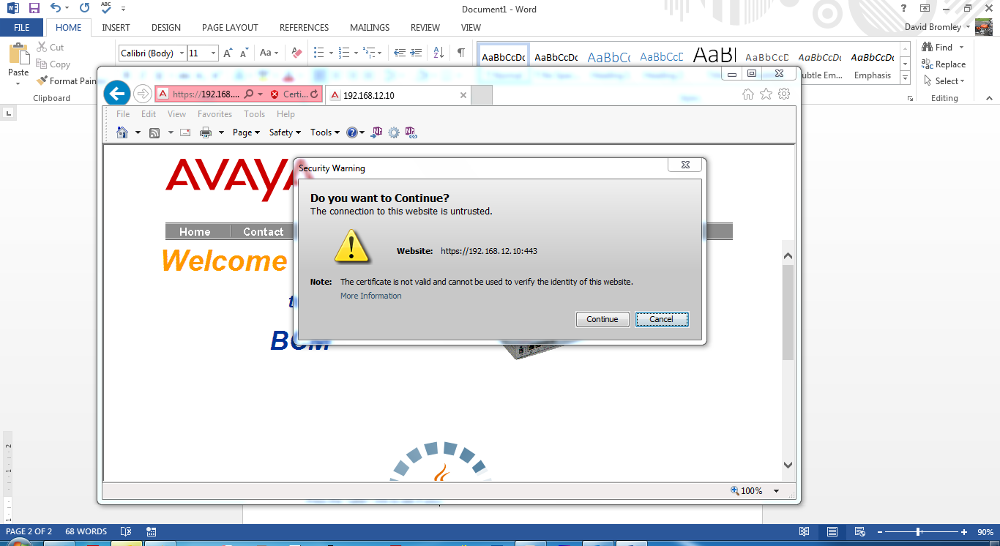 Document1 - Word
ABC
David Bromley
FILE HOME INSERT DESIGN PAGE LAYOUT REFERENCES MAILINGS REVIEW VIEW
Cut
Copy
Format Pain
Paste
Clipboard
Calibri (Body) 11
Aa
AaBbCcDc AaBbCcDc AaBbCc AaBbCcD AaBb AaBbCcD AaBbCcDc AaBbCcDc
ubtle Em... Emphasis
Find
Replace
Select
Editing
https://192.168.... Certi...
192.168.12.10
File Edit View Favorites Tools Help
Page Safety Tools
AVAYA
Home Contact
Welcome
BCM
Security Warning
Do you want to Continue?
The connection to this website is untrusted.
Website: https://192.168.12.10:443
Note: The certificate is not valid and cannot be used to verify the identity of this website.
More Information
Continue Cancel
100%
PAGE 2 OF 2 68 WORDS
90%